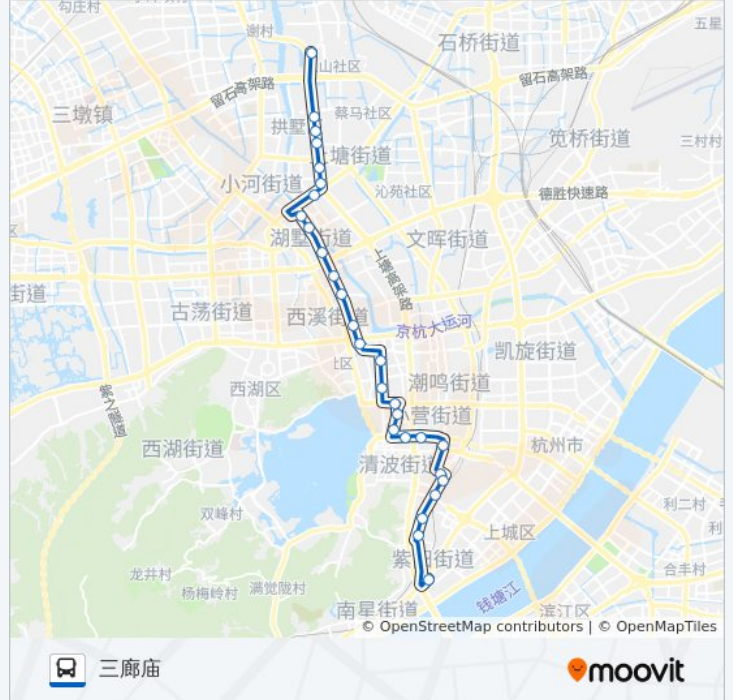 勾庄村
谢村
石桥街道
五星
山社区
留石高架路
留石高架路
三墩镇
蔡马社区
拱墅
笕桥街道
三村村
塘街道
小河街道
沁苑社区
德胜快速路
区
湖墅街道
文晖街道
上塘高架路
街道
古荡街道
西溪街道
京杭大运河
凯旋街道
社区
潮鸣街道
西湖区
紫之隧道
小营街道
西湖街道
杭州市
清波街道
双峰村
利二村
利
上城区
紫阳街道
龙井村
杨梅岭村
满觉陇村
合丰村
钱塘江
南星街道
滨江区
© OpenStreetMap contributors | © OpenMapTiles
三廊庙
moovit